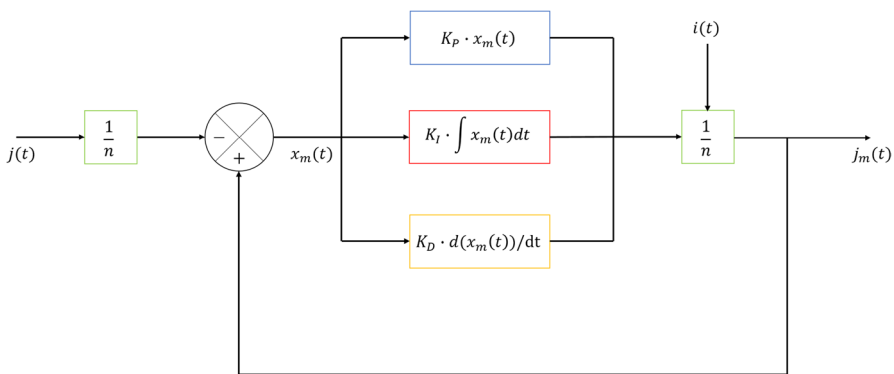 K_P · x_m(t)
i(t)
1/n
−
+
K_I · ∫ x_m(t)dt
1/n
j(t)
x_m(t)
j_m(t)
K_D · d(x_m(t))/dt